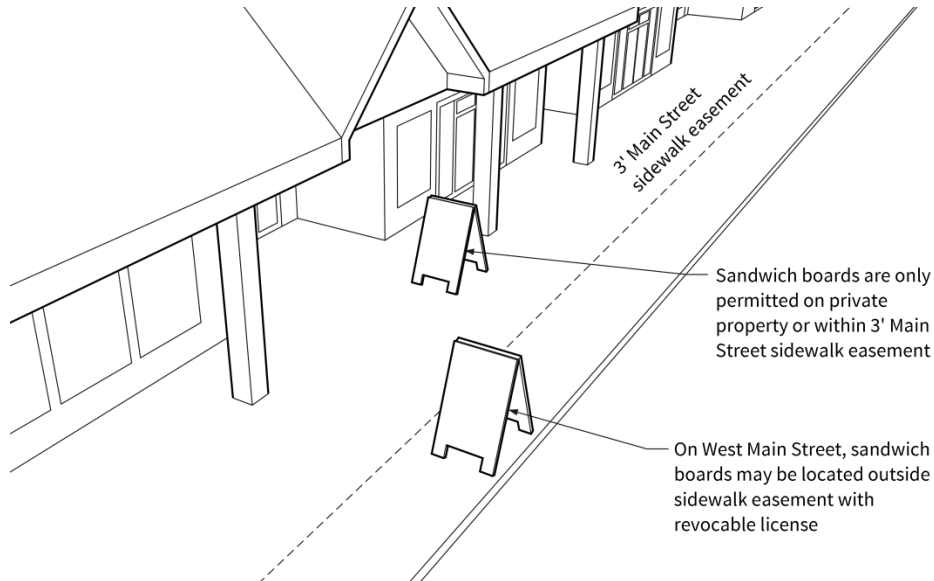 3' Main Street
sidewalk easement
Sandwich boards are only
permitted on private
property or within 3' Main
Street sidewalk easement
On West Main Street, sandwich
boards may be located outside
sidewalk easement with
revocable license